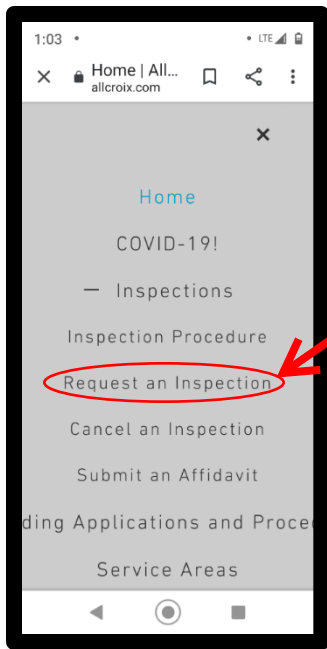 1:03 • • LTE
Home | All...
allcroix.com
Home
COVID-19!
— Inspections
Inspection Procedure
Request an Inspection
Cancel an Inspection
Submit an Affidavit
ding Applications and Proce
Service Areas